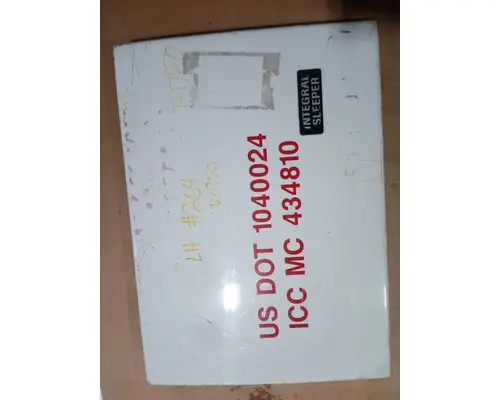 INTEGRAL
SLEEPER
US DOT 1040024
ICC MC 434810
LH #264